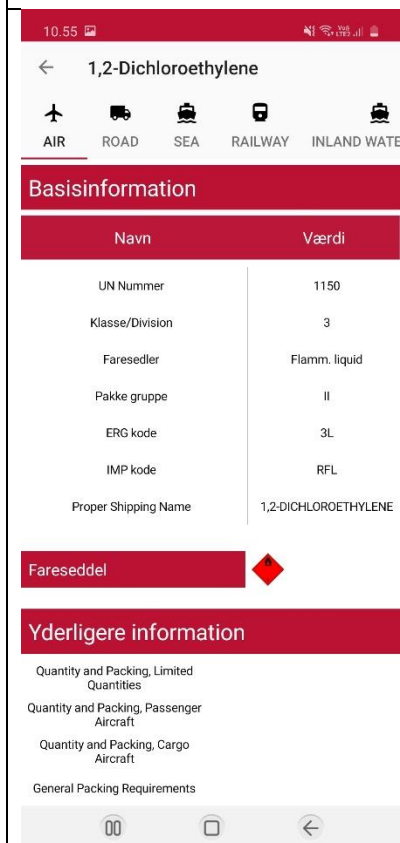 10.55
1,2-Dichloroethylene
AIR ROAD SEA RAILWAY INLAND WATE
Basisinformation
Navn Værdi
UN Nummer 1150
Klasse/Division 3
Faresedler Flamm. liquid
Pakke gruppe II
ERG kode 3L
IMP kode RFL
Proper Shipping Name 1,2-DICHLOROETHYLENE
Fareseddel
Yderligere information
Quantity and Packing, Limited
Quantities
Quantity and Packing, Passenger
Aircraft
Quantity and Packing, Cargo
Aircraft
General Packing Requirements